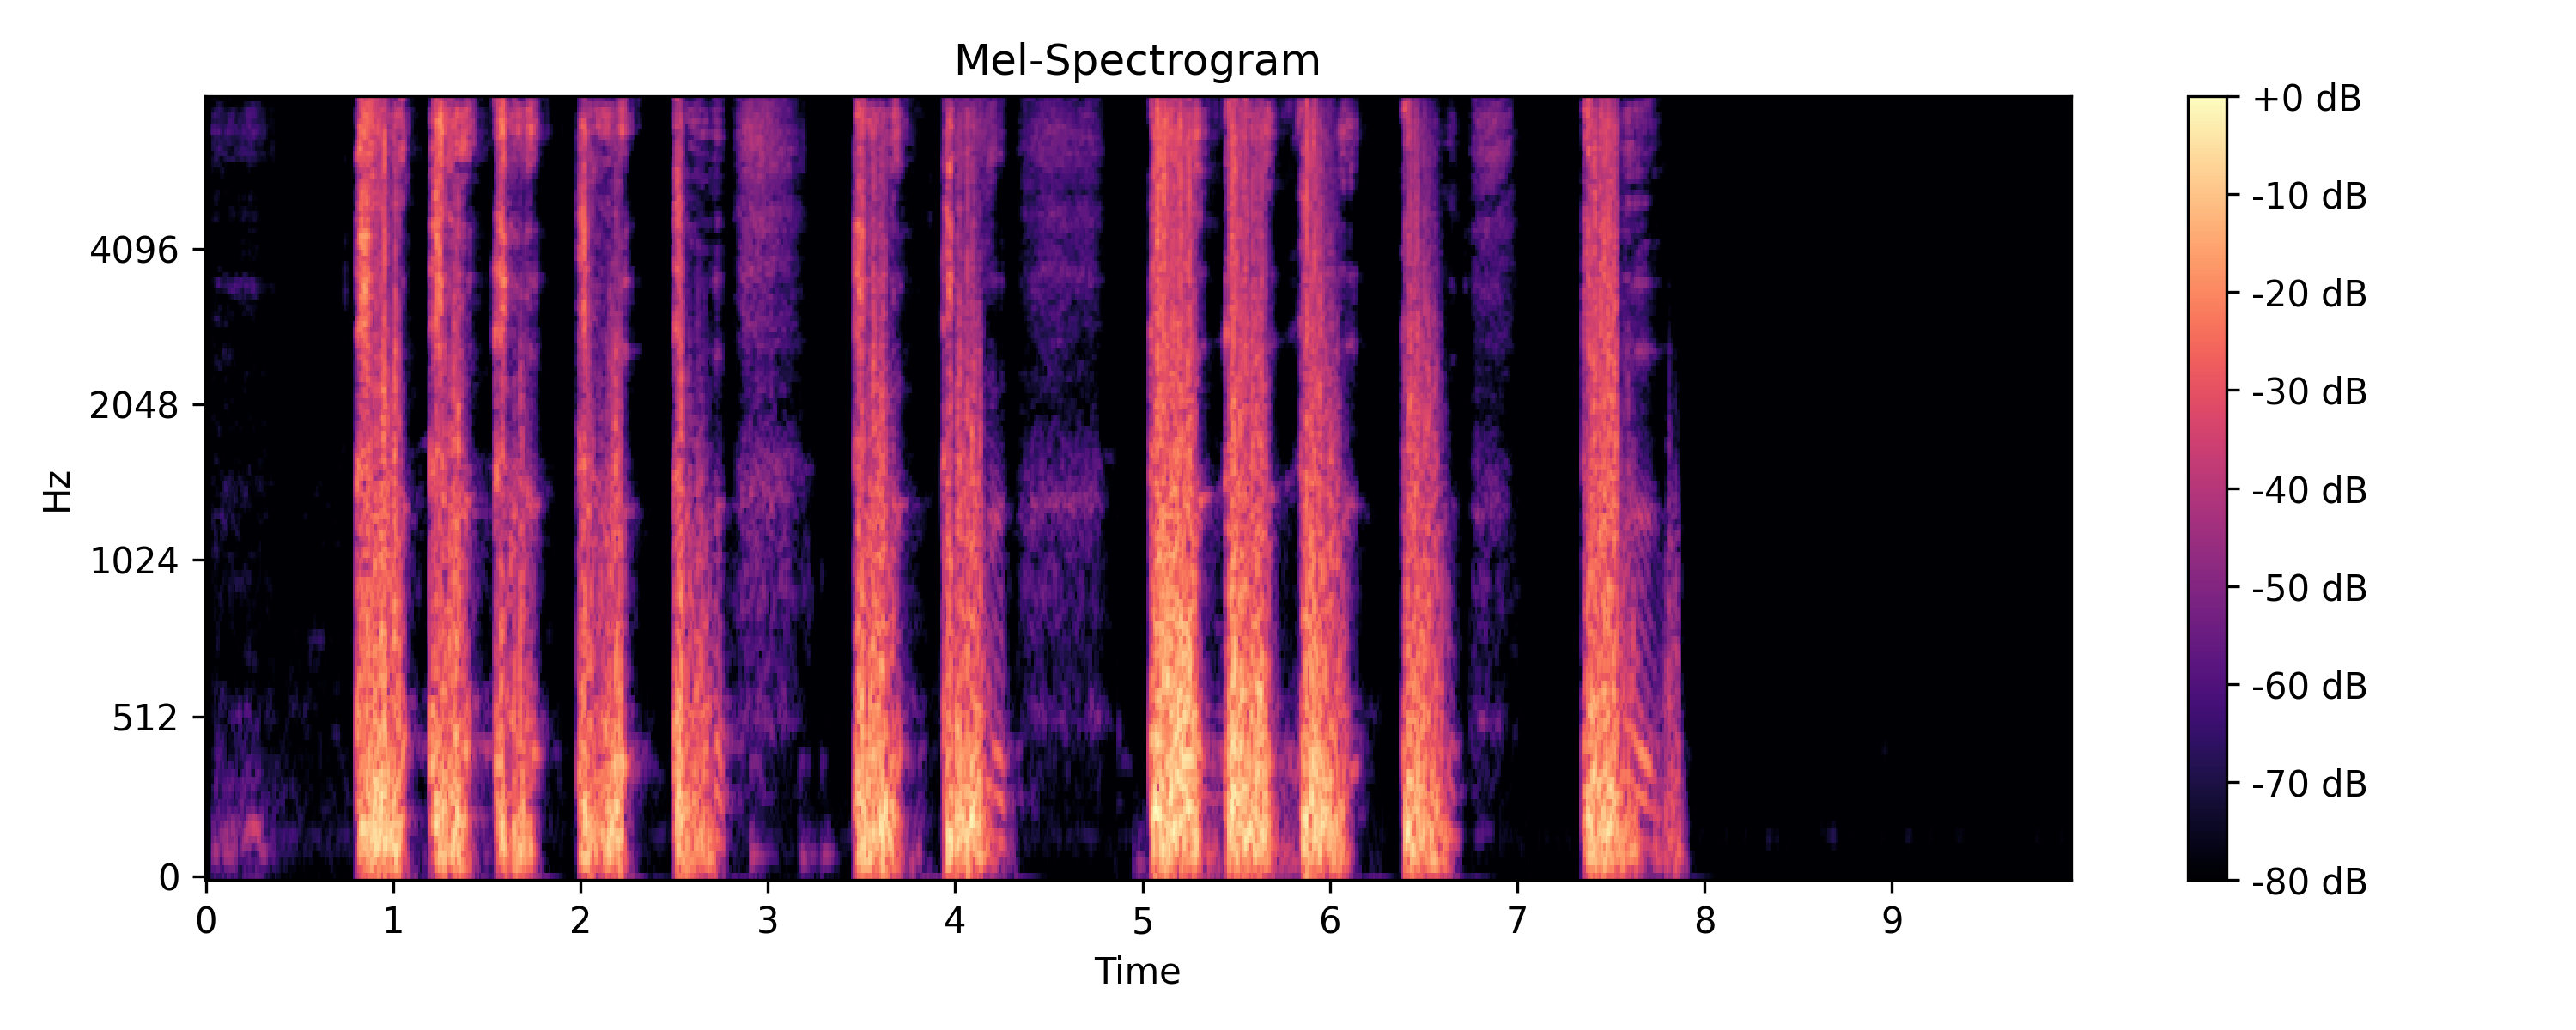 Mel-Spectrogram
+0 dB
-10 dB
-20 dB
-30 dB
-40 dB
-50 dB
-60 dB
-70 dB
-80 dB
Hz
4096
2048
1024
512
0
0 1 2 3 4 5 6 7 8 9
Time